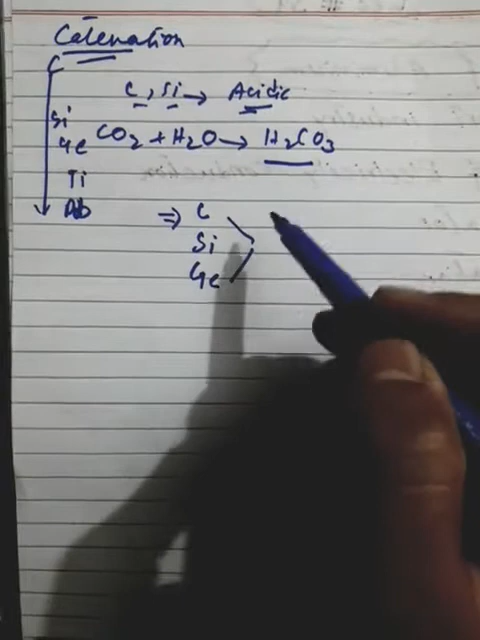 Catenation
C
C, Si → Acidic
Si
Ge CO2 + H2O → H2CO3
Ti
Pb ⇒ C
Si
Ge